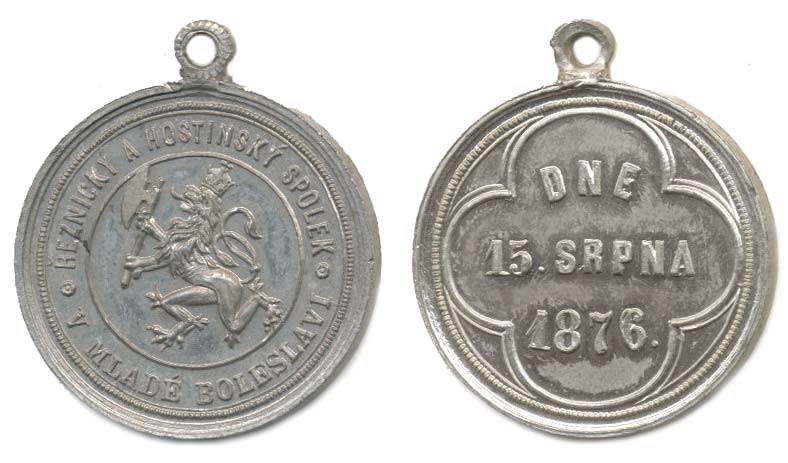 ŘEZNICKÝ A HOSTINSKÝ SPOLEK
V MLADÉ BOLESLAVI
DNE
15. SRPNA
1876.